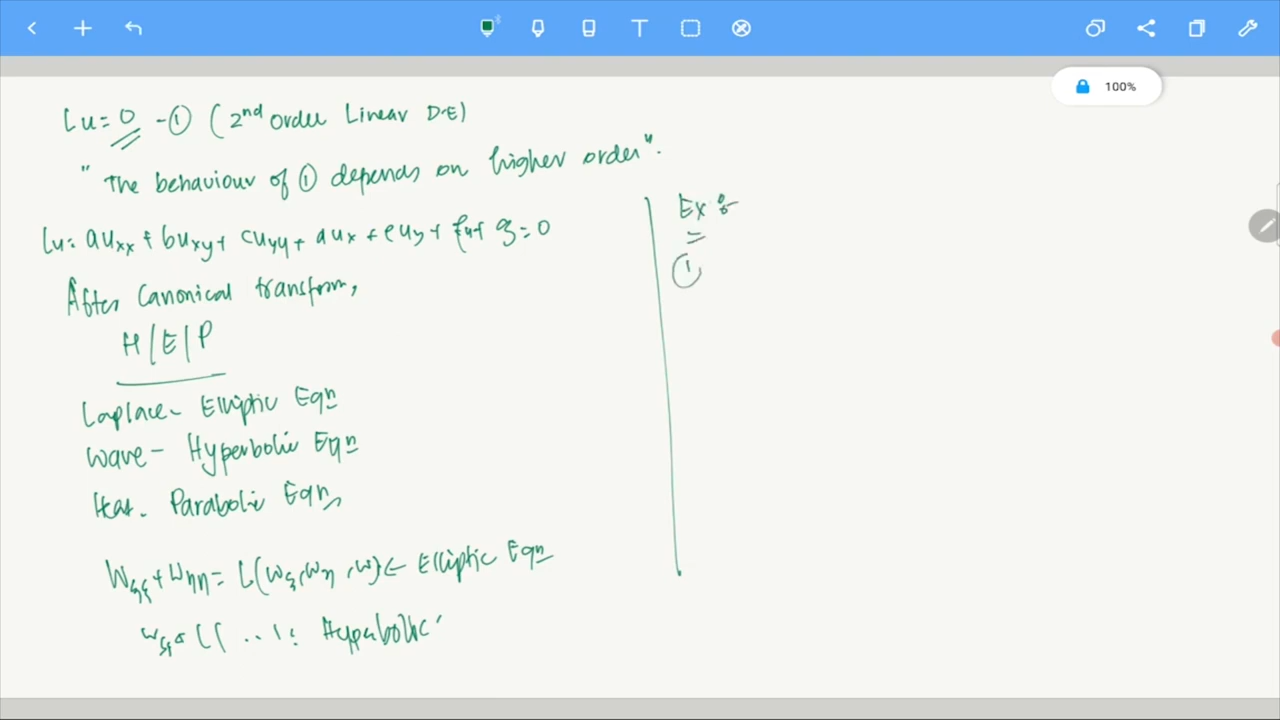 100%
Lu=0 -① (2nd order Linear D.E)
"The behaviour of ① depends on higher order".
Lu= auxx + buxy + cuyy + dux + euy + fu + g = 0
After Canonical transform,
H/E/P
Laplace- Elliptic Eqn
Wave- Hyperbolic Eqn
Heat- Parabolic Eqn
Wξξ + Wηη = L(Wξ, Wη, W) ← Elliptic Eqn
Hyperbolic
Ex :-
①